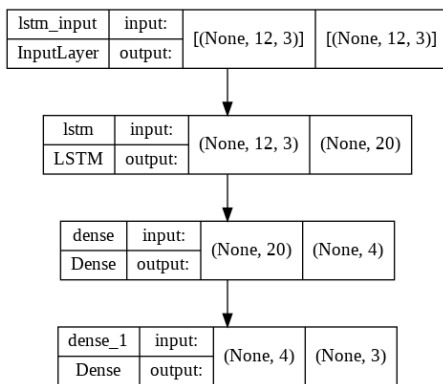 lstm_input input: [(None, 12, 3)] [(None, 12, 3)]
InputLayer output:
lstm input: (None, 12, 3) (None, 20)
LSTM output:
dense input: (None, 20) (None, 4)
Dense output:
dense_1 input: (None, 4) (None, 3)
Dense output: